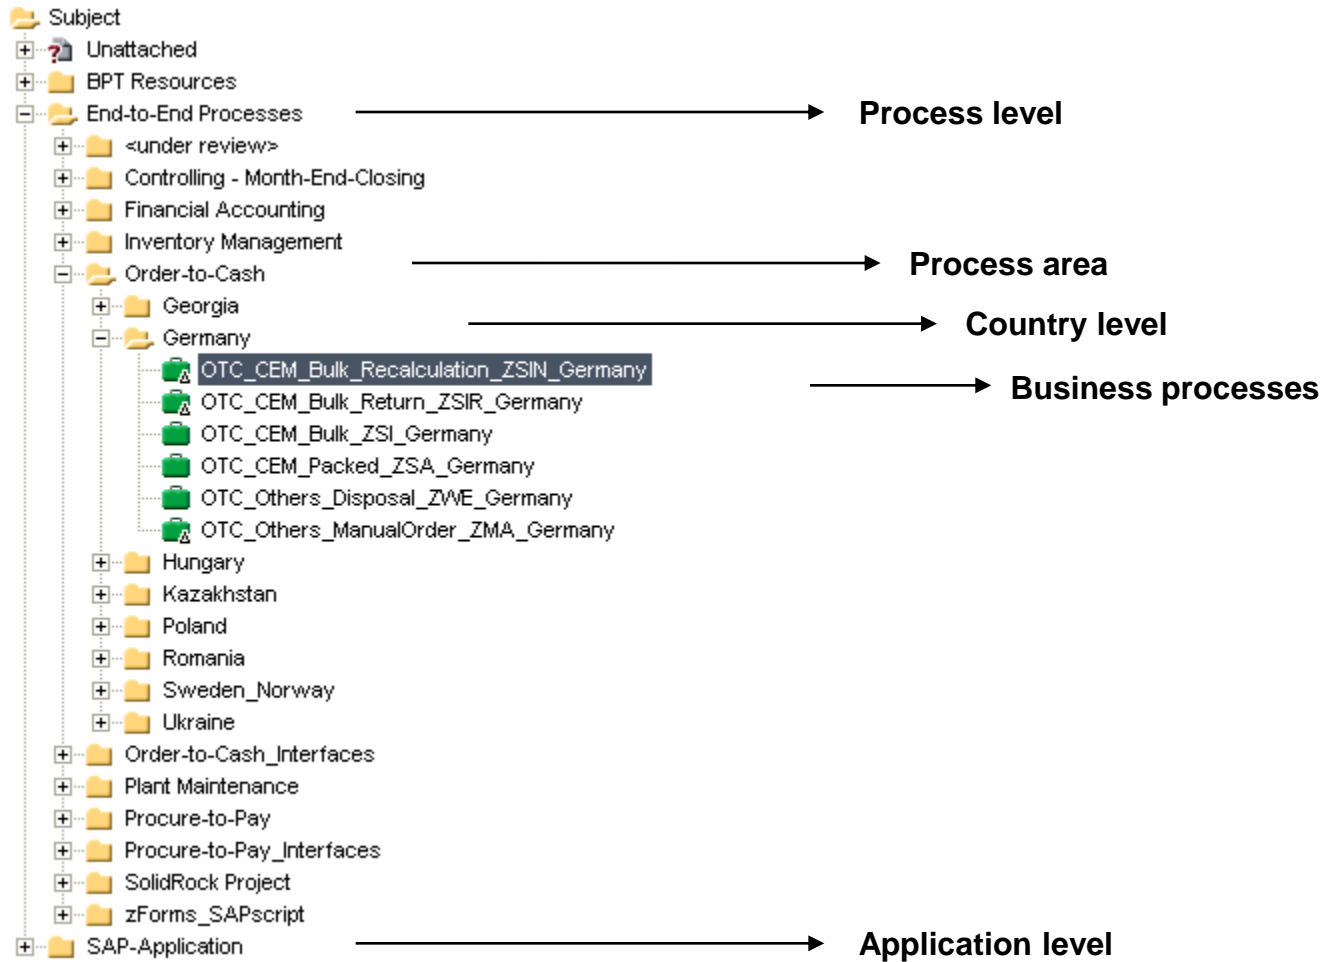 Subject
Unattached
BPT Resources
End-to-End Processes
Process level
<under review>
Controlling - Month-End-Closing
Financial Accounting
Inventory Management
Order-to-Cash
Process area
Georgia
Germany
Country level
OTC_CEM_Bulk_Recalculation_ZSIN_Germany
Business processes
OTC_CEM_Bulk_Return_ZSIR_Germany
OTC_CEM_Bulk_ZSI_Germany
OTC_CEM_Packed_ZSA_Germany
OTC_Others_Disposal_ZWE_Germany
OTC_Others_ManualOrder_ZMA_Germany
Hungary
Kazakhstan
Poland
Romania
Sweden_Norway
Ukraine
Order-to-Cash_Interfaces
Plant Maintenance
Procure-to-Pay
Procure-to-Pay_Interfaces
SolidRock Project
zForms_SAPscript
SAP-Application
Application level